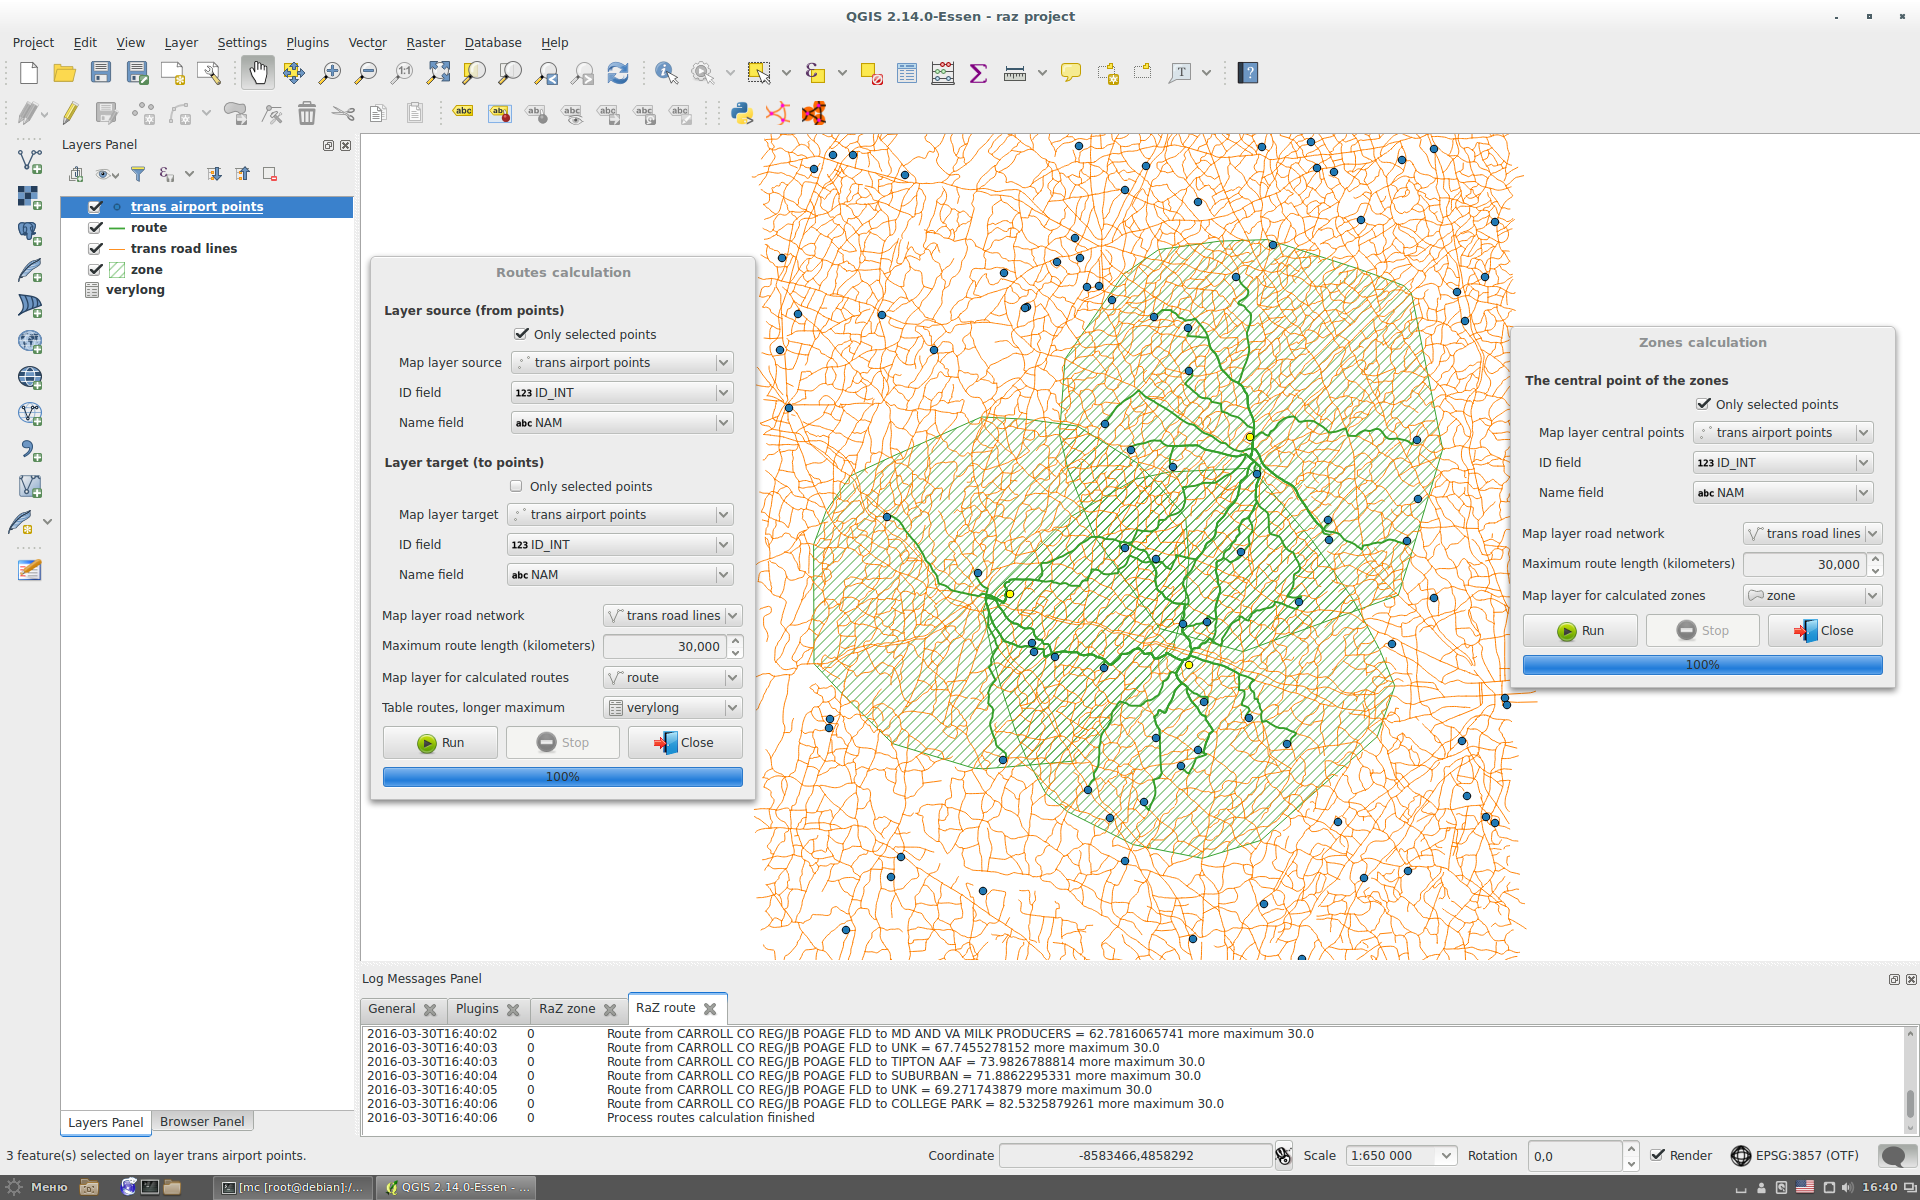 QGIS 2.14.0-Essen - raz project
Project Edit View Layer Settings Plugins Vector Raster Database Help
Layers Panel
trans airport points
route
trans road lines
zone
verylong
Routes calculation
Layer source (from points)
Only selected points
Map layer source trans airport points
ID field 123 ID_INT
Name field abc NAM
Layer target (to points)
Only selected points
Map layer target trans airport points
ID field 123 ID_INT
Name field abc NAM
Map layer road network trans road lines
Maximum route length (kilometers) 30,000
Map layer for calculated routes route
Table routes, longer maximum verylong
Run Stop Close
100%
Zones calculation
The central point of the zones
Only selected points
Map layer central points trans airport points
ID field 123 ID_INT
Name field abc NAM
Map layer road network trans road lines
Maximum route length (kilometers) 30,000
Map layer for calculated zones zone
Run Stop Close
100%
Log Messages Panel
General Plugins RaZ zone RaZ route
2016-03-30T16:40:02 0 Route from CARROLL CO REG/JB POAGE FLD to MD AND VA MILK PRODUCERS = 62.7816065741 more maximum 30.0
2016-03-30T16:40:03 0 Route from CARROLL CO REG/JB POAGE FLD to UNK = 67.7455278152 more maximum 30.0
2016-03-30T16:40:03 0 Route from CARROLL CO REG/JB POAGE FLD to TIPTON AAF = 73.9826788814 more maximum 30.0
2016-03-30T16:40:04 0 Route from CARROLL CO REG/JB POAGE FLD to SUBURBAN = 71.8862295331 more maximum 30.0
2016-03-30T16:40:05 0 Route from CARROLL CO REG/JB POAGE FLD to UNK = 69.271743879 more maximum 30.0
2016-03-30T16:40:06 0 Route from CARROLL CO REG/JB POAGE FLD to COLLEGE PARK = 82.5325879261 more maximum 30.0
2016-03-30T16:40:06 0 Process routes calculation finished
Layers Panel Browser Panel
3 feature(s) selected on layer trans airport points.
Coordinate -8583466,4858292 Scale 1:650 000 Rotation 0,0 Render EPSG:3857 (OTF)
Меню [mc [root@debian]:/... QGIS 2.14.0-Essen - ... 16:40